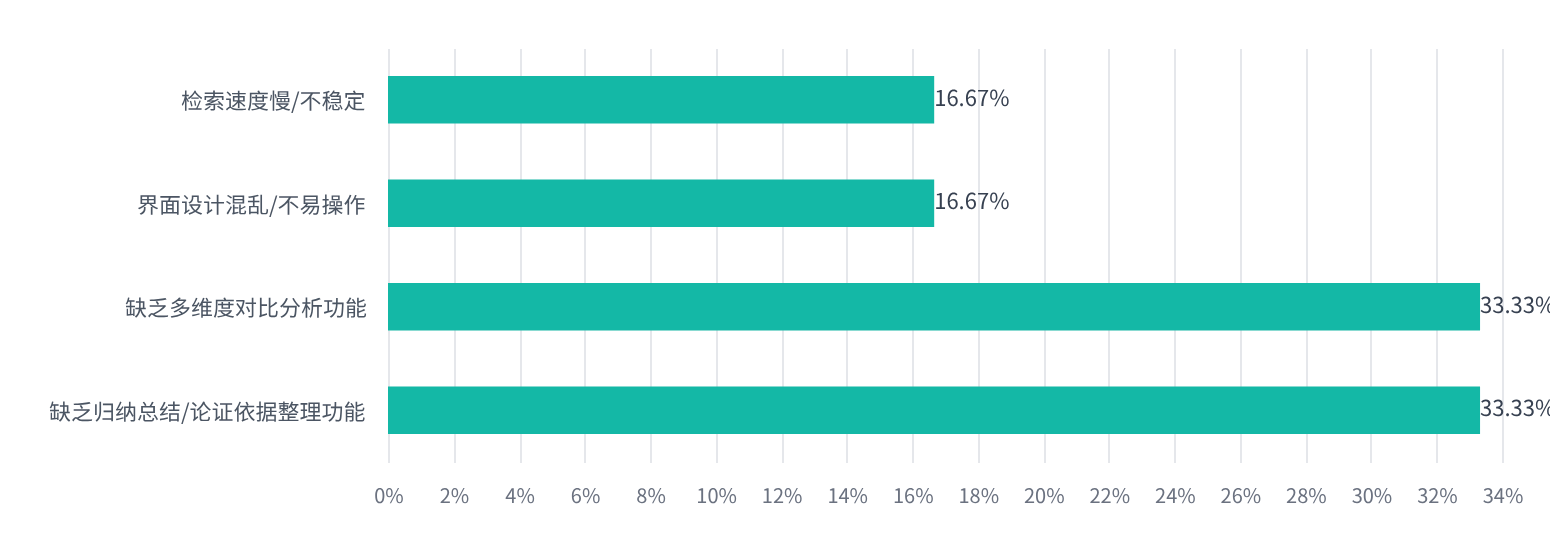 检索速度慢/不稳定
16.67%
界面设计混乱/不易操作
16.67%
缺乏多维度对比分析功能
33.33%
缺乏归纳总结/论证依据整理功能
33.33%
0% 2% 4% 6% 8% 10% 12% 14% 16% 18% 20% 22% 24% 26% 28% 30% 32% 34%